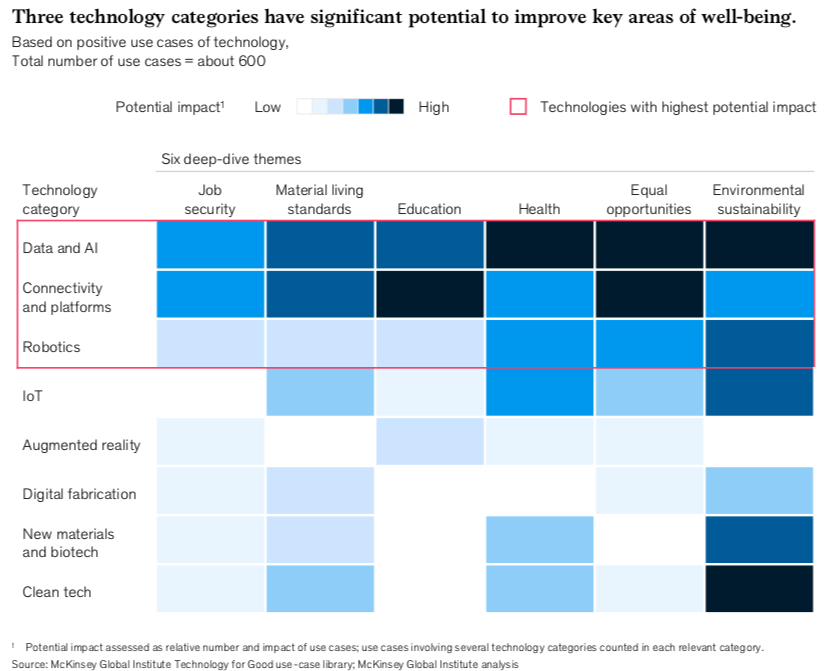 Three technology categories have significant potential to improve key areas of well-being.
Based on positive use cases of technology,
Total number of use cases = about 600
Potential impact¹ Low High Technologies with highest potential impact
Six deep-dive themes
Technology category
Job security
Material living standards
Education
Health
Equal opportunities
Environmental sustainability
Data and AI
Connectivity
and platforms
Robotics
IoT
Augmented reality
Digital fabrication
New materials
and biotech
Clean tech
¹ Potential impact assessed as relative number and impact of use cases; use cases involving several technology categories counted in each relevant category.
Source: McKinsey Global Institute Technology for Good use-case library; McKinsey Global Institute analysis